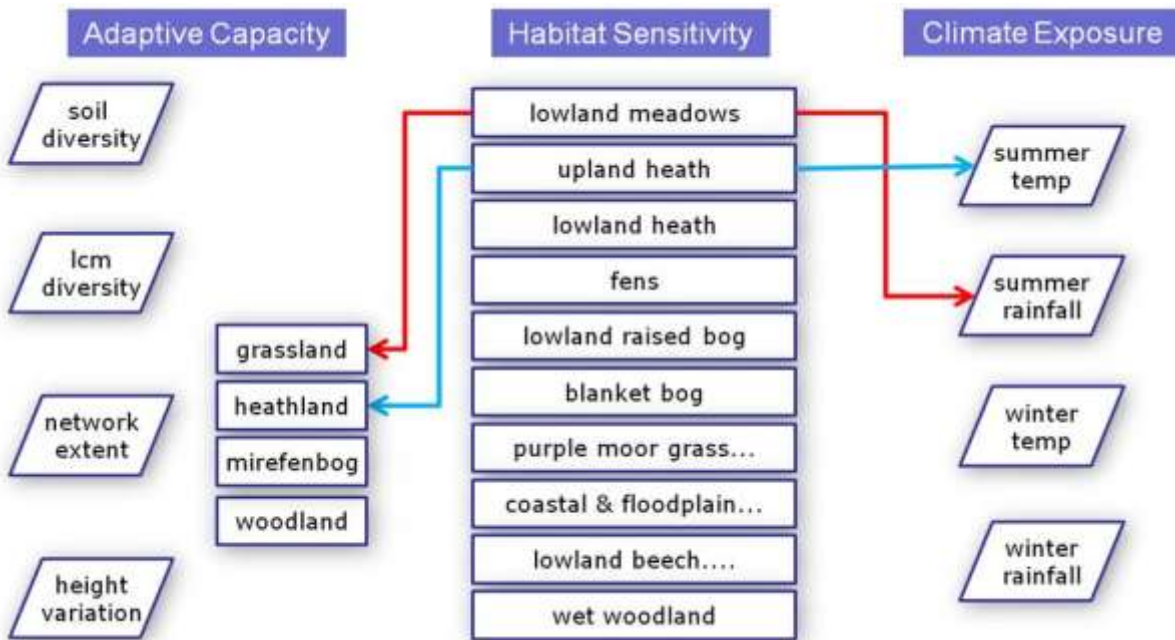 Adaptive Capacity
Habitat Sensitivity
Climate Exposure
soil
diversity
lcm
diversity
network
extent
height
variation
grassland
heathland
mirefenbog
woodland
lowland meadows
upland heath
lowland heath
fens
lowland raised bog
blanket bog
purple moor grass...
coastal & floodplain...
lowland beech....
wet woodland
summer
temp
summer
rainfall
winter
temp
winter
rainfall